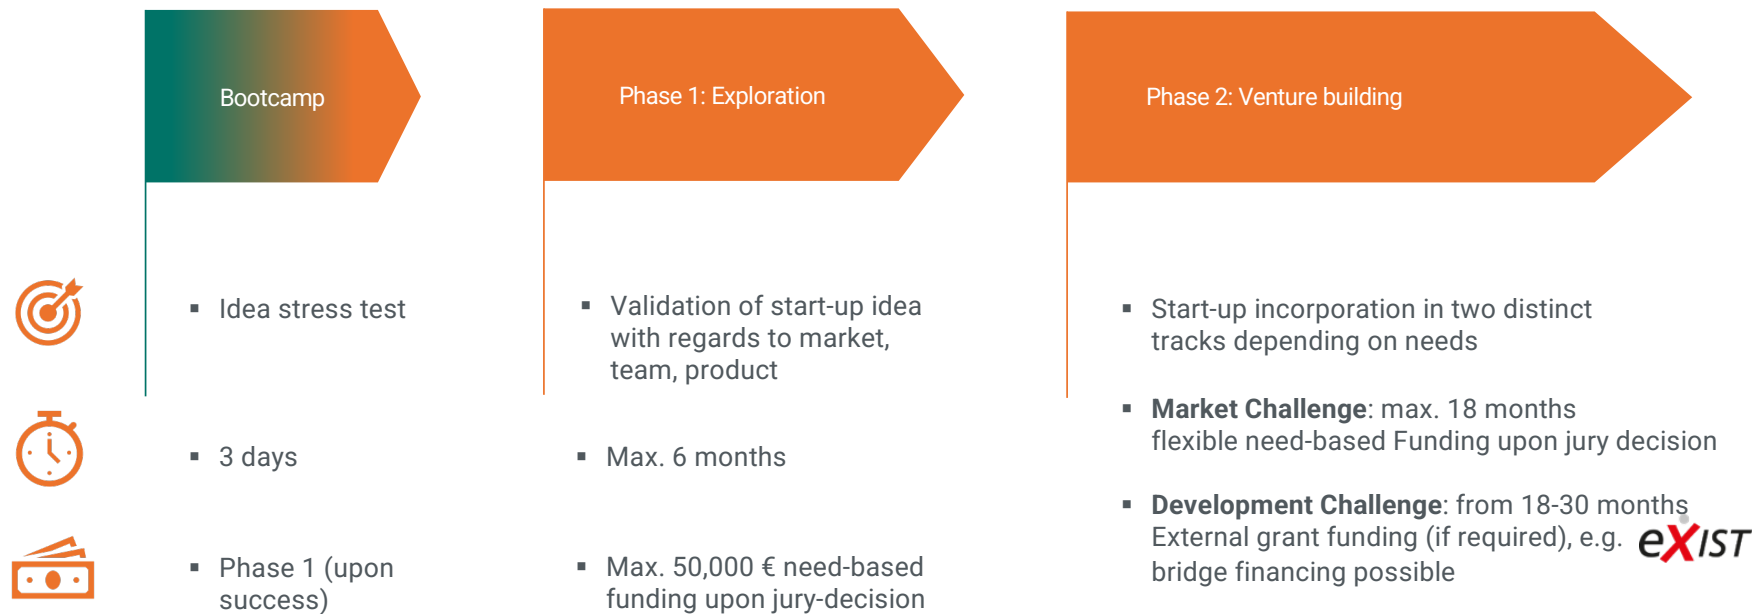 Bootcamp
Phase 1: Exploration
Phase 2: Venture building
▪ Idea stress test
▪ 3 days
▪ Phase 1 (upon
success)
▪ Validation of start-up idea
with regards to market,
team, product
▪ Max. 6 months
▪ Max. 50,000 € need-based
funding upon jury-decision
▪ Start-up incorporation in two distinct
tracks depending on needs
▪ Market Challenge: max. 18 months
flexible need-based Funding upon jury decision
▪ Development Challenge: from 18-30 months
External grant funding (if required), e.g. eXIST
bridge financing possible